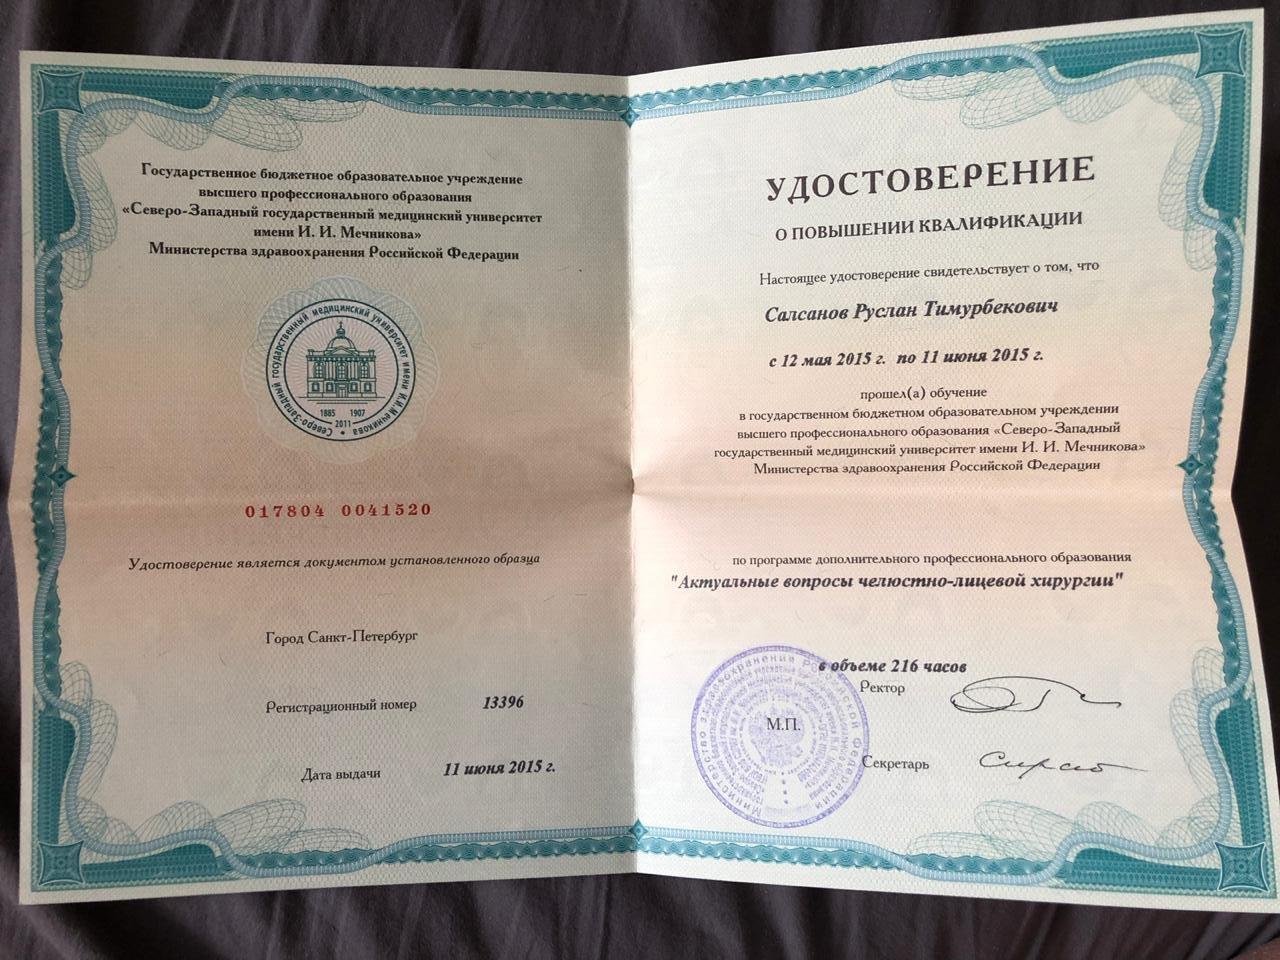 Государственное бюджетное образовательное учреждение
высшего профессионального образования
«Северо-Западный государственный медицинский университет
имени И. И. Мечникова»
Министерства здравоохранения Российской Федерации
Северо-Западный государственный медицинский университет имени И.И.Мечникова
1885 1907
2011
017804 0041520
Удостоверение является документом установленного образца
Город Санкт-Петербург
Регистрационный номер 13396
Дата выдачи 11 июня 2015 г.
УДОСТОВЕРЕНИЕ
О ПОВЫШЕНИИ КВАЛИФИКАЦИИ
Настоящее удостоверение свидетельствует о том, что
Салсанов Руслан Тимурбекович
с 12 мая 2015 г. по 11 июня 2015 г.
прошел(а) обучение
в государственном бюджетном образовательном учреждении
высшего профессионального образования «Северо-Западный
государственный медицинский университет имени И. И. Мечникова»
Министерства здравоохранения Российской Федерации
по программе дополнительного профессионального образования
"Актуальные вопросы челюстно-лицевой хирургии"
в объеме 216 часов
Ректор
М.П.
Секретарь
Министерство здравоохранения Российской Федерации